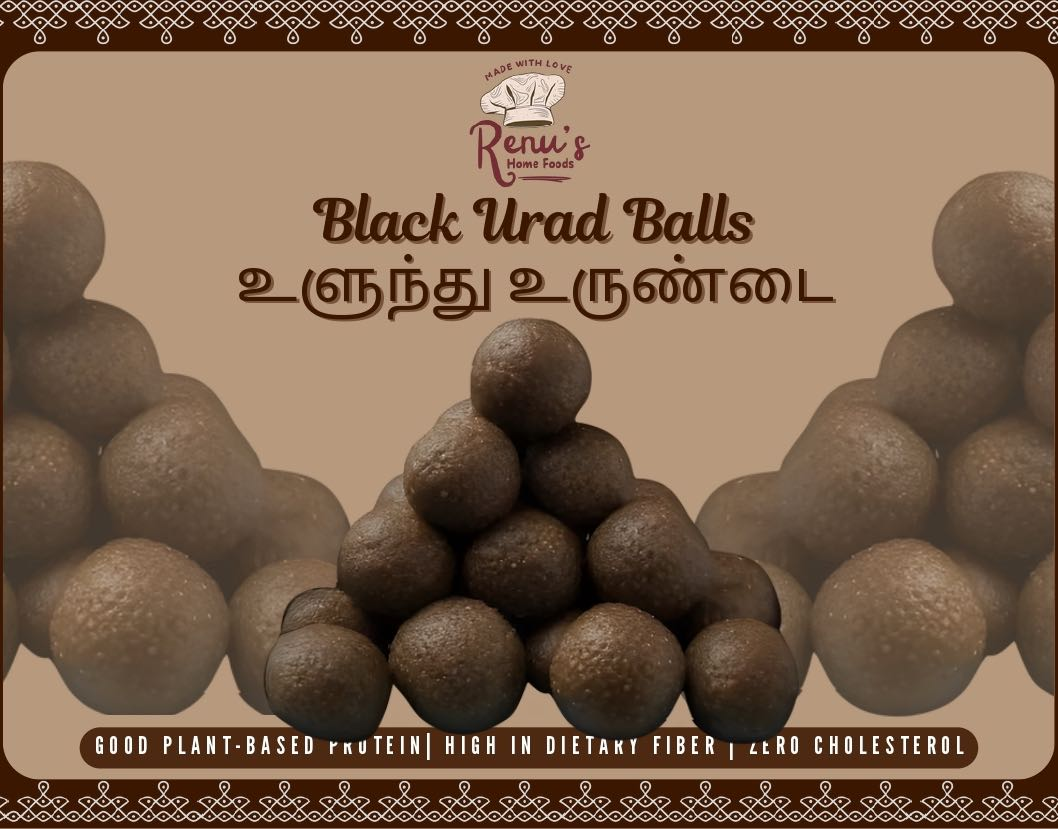 MADE WITH LOVE
Renu's
Home Foods
Black Urad Balls
உளுந்து உருண்டை
GOOD PLANT-BASED PROTEIN| HIGH IN DIETARY FIBER | ZERO CHOLESTEROL